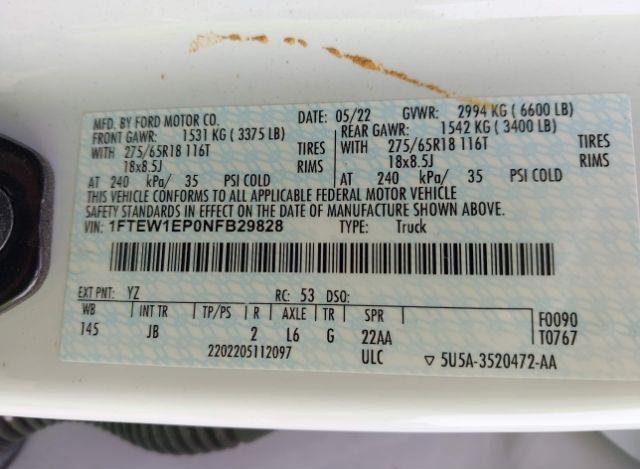 MFD. BY FORD MOTOR CO. DATE: 05/22 GVWR: 2994 KG ( 6600 LB)
FRONT GAWR: 1531 KG ( 3375 LB) REAR GAWR: 1542 KG ( 3400 LB)
WITH 275/65R18 116T TIRES WITH 275/65R18 116T TIRES
18x8.5J RIMS 18x8.5J RIMS
AT 240 kPa/ 35 PSI COLD AT 240 kPa/ 35 PSI COLD
THIS VEHICLE CONFORMS TO ALL APPLICABLE FEDERAL MOTOR VEHICLE
SAFETY STANDARDS IN EFFECT ON THE DATE OF MANUFACTURE SHOWN ABOVE.
VIN: 1FTEW1EP0NFB29828 TYPE: Truck
EXT PNT: YZ RC: 53 DSO:
WB INT TR TP/PS R AXLE TR SPR F0090
145 JB 2 L6 G 22AA T0767
2202205112097 ULC ▽ 5U5A-3520472-AA